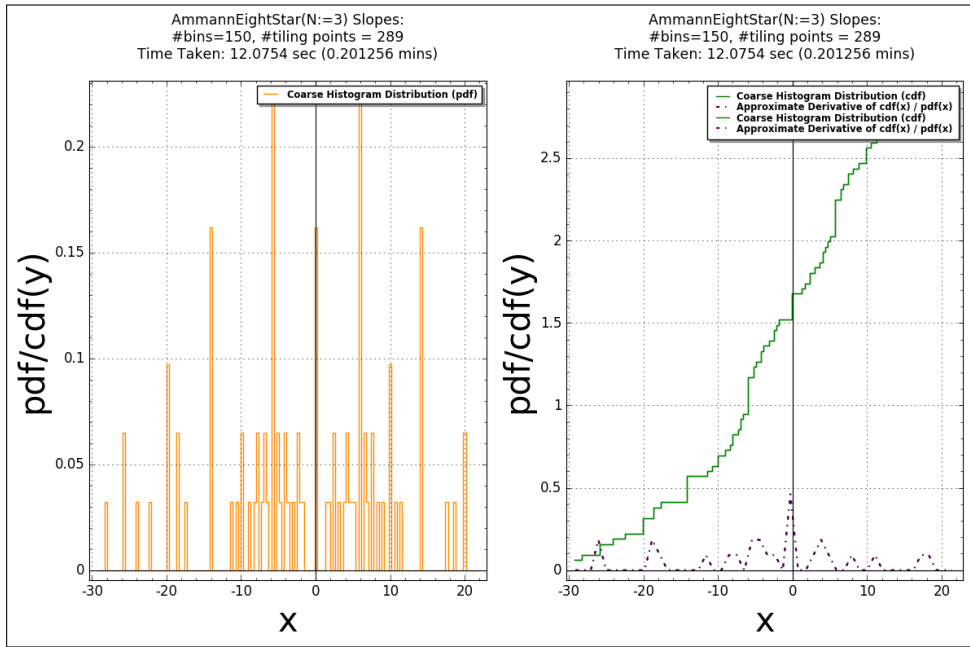 AmmannEightStar(N:=3) Slopes:
#bins=150, #tiling points = 289
Time Taken: 12.0754 sec (0.201256 mins)
Coarse Histogram Distribution (pdf)
0.2
0.15
0.1
0.05
0
pdf/cdf(y)
-30
-20
-10
0
10
20
x
AmmannEightStar(N:=3) Slopes:
#bins=150, #tiling points = 289
Time Taken: 12.0754 sec (0.201256 mins)
Coarse Histogram Distribution (cdf)
Approximate Derivative of cdf(x) / pdf(x)
Coarse Histogram Distribution (cdf)
Approximate Derivative of cdf(x) / pdf(x)
2.5
2
1.5
1
0.5
0
pdf/cdf(y)
-30
-20
-10
0
10
20
x